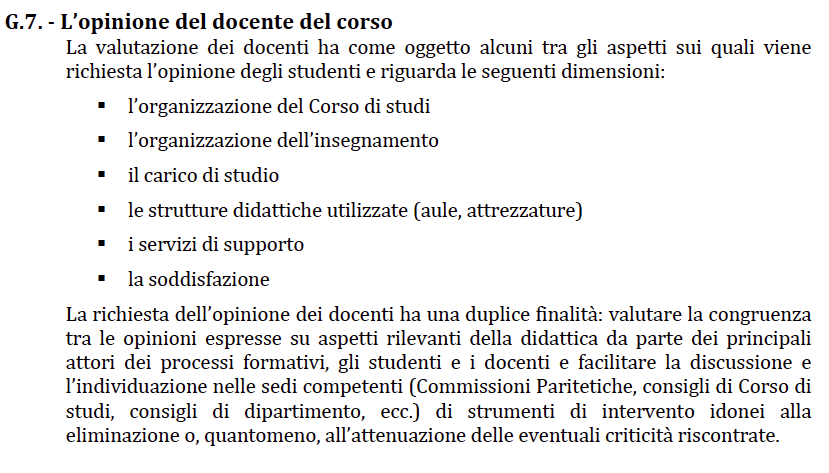 G.7. - L’opinione del docente del corso
La valutazione dei docenti ha come oggetto alcuni tra gli aspetti sui quali viene
richiesta l’opinione degli studenti e riguarda le seguenti dimensioni:
▪ l’organizzazione del Corso di studi
▪ l’organizzazione dell’insegnamento
▪ il carico di studio
▪ le strutture didattiche utilizzate (aule, attrezzature)
▪ i servizi di supporto
▪ la soddisfazione
La richiesta dell’opinione dei docenti ha una duplice finalità: valutare la congruenza
tra le opinioni espresse su aspetti rilevanti della didattica da parte dei principali
attori dei processi formativi, gli studenti e i docenti e facilitare la discussione e
l’individuazione nelle sedi competenti (Commissioni Paritetiche, consigli di Corso di
studi, consigli di dipartimento, ecc.) di strumenti di intervento idonei alla
eliminazione o, quantomeno, all’attenuazione delle eventuali criticità riscontrate.